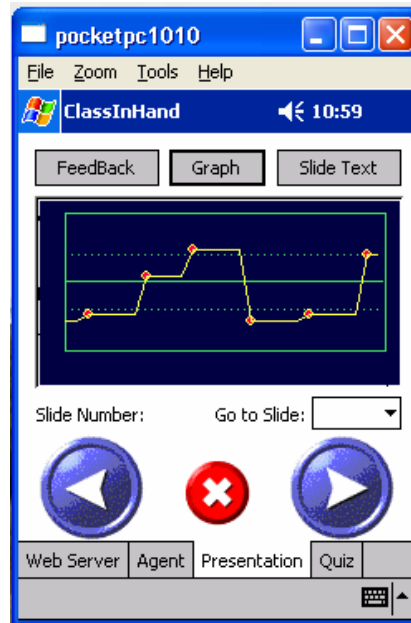 pocketpc1010
File Zoom Tools Help
ClassInHand 10:59
FeedBack Graph Slide Text
Slide Number: Go to Slide:
Web Server Agent Presentation Quiz